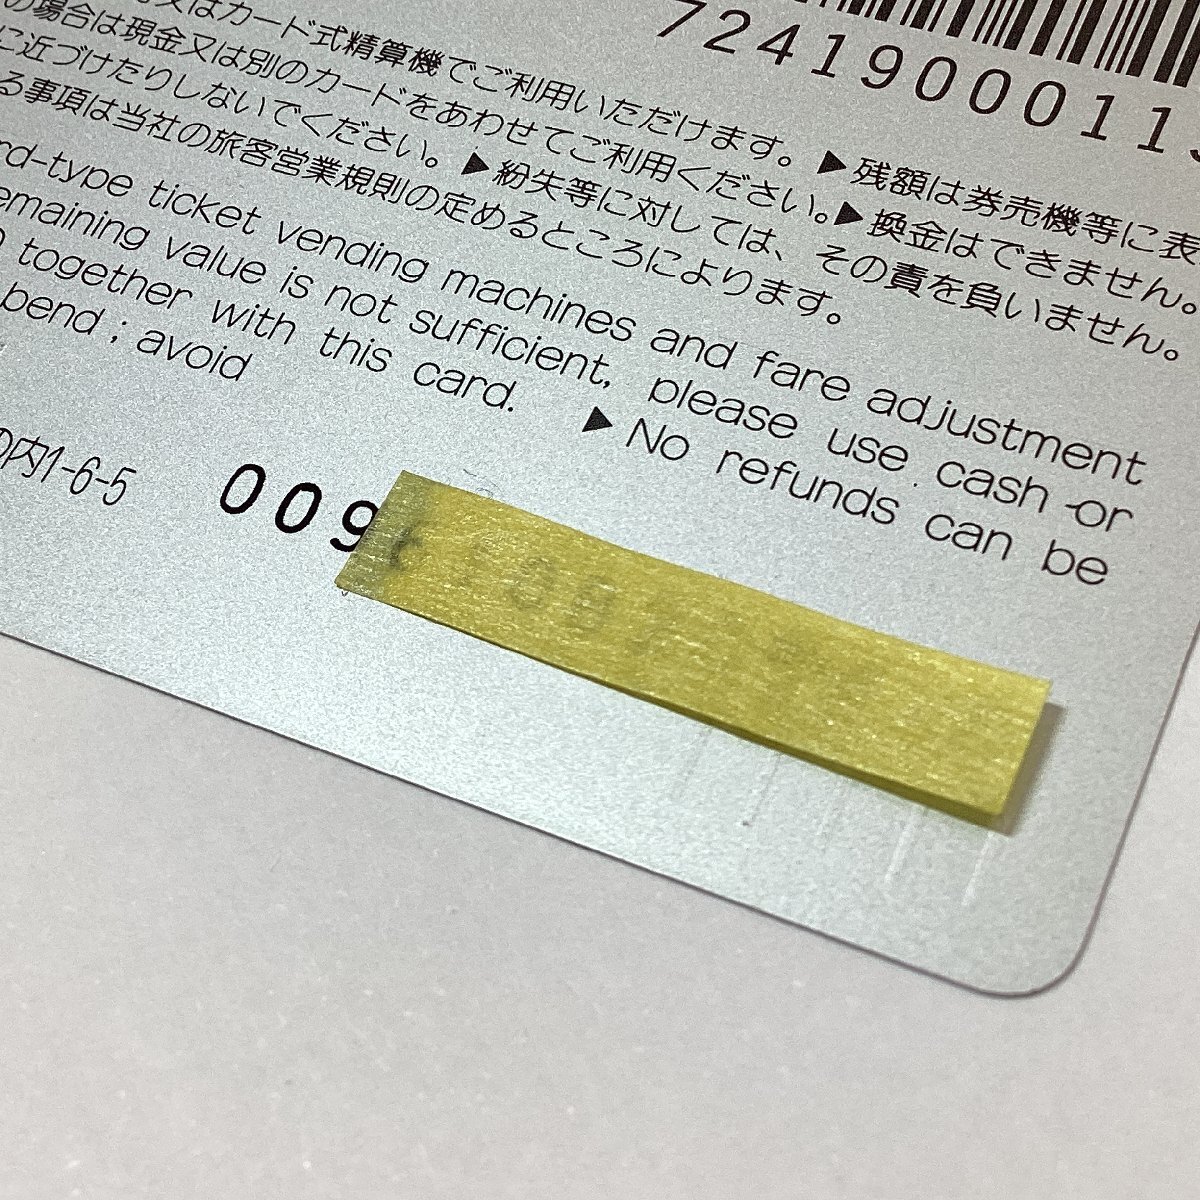 7241900011
又はカード式精算機でご利用いただけます。▶残額は券売機等に表
の場合は現金又は別のカードをあわせてご利用ください。▶換金はできません。
に近づけたりしないでください。▶紛失等に対しては、その責を負いません。
る事項は当社の旅客営業規則の定めるところによります。
rd-type ticket vending machines and fare adjustment
emaining value is not sufficient, please use cash or
together with this card. ▶No refunds can be
bend ; avoid
の内1-6-5 009